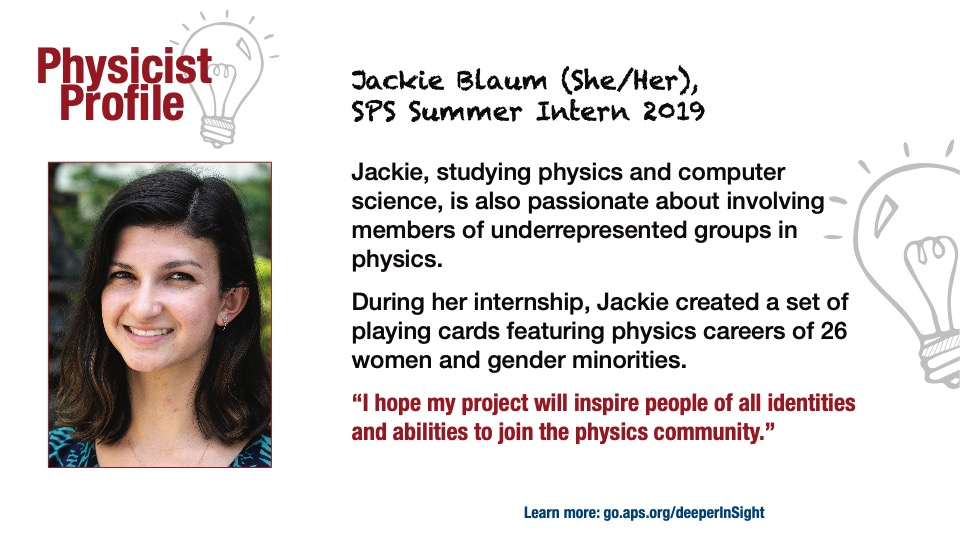 Physicist
Profile
Jackie Blaum (She/Her),
SPS Summer Intern 2019
Jackie, studying physics and computer
science, is also passionate about involving
members of underrepresented groups in
physics.
During her internship, Jackie created a set of
playing cards featuring physics careers of 26
women and gender minorities.
“I hope my project will inspire people of all identities
and abilities to join the physics community.”
Learn more: go.aps.org/deeperInSight